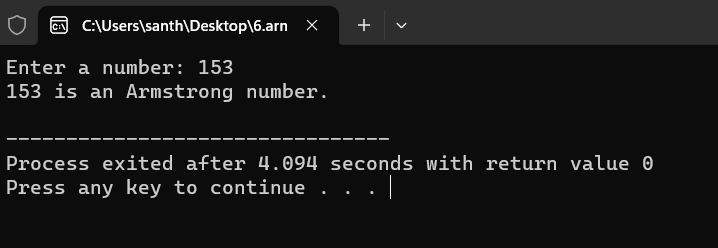 C:\Users\santh\Desktop\6.arn
Enter a number: 153
153 is an Armstrong number.
--------------------------------
Process exited after 4.094 seconds with return value 0
Press any key to continue . . .